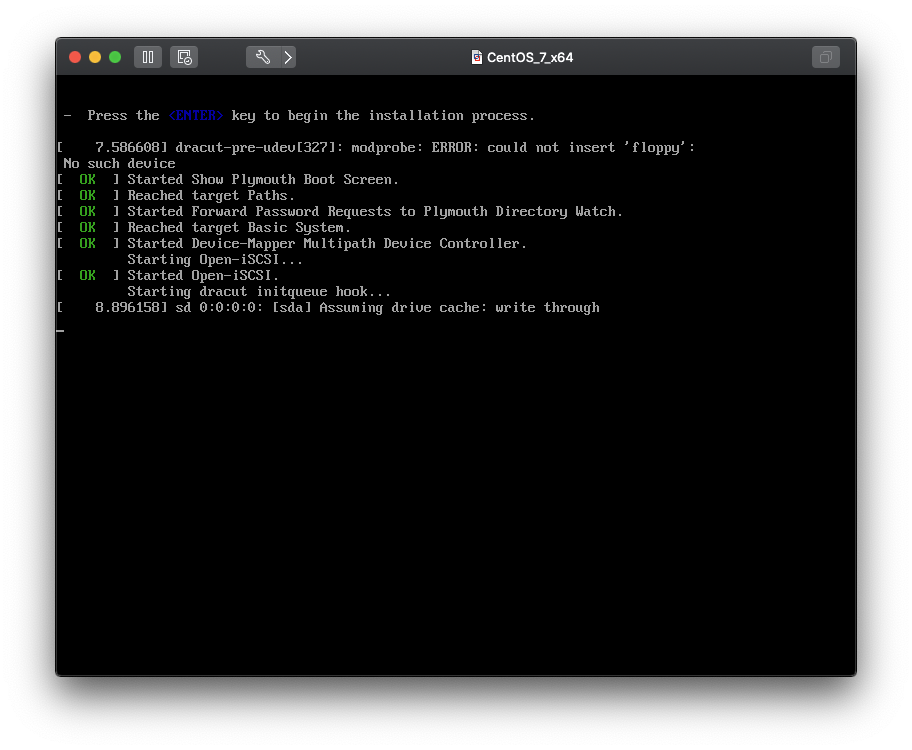 CentOS_7_x64
-  Press the <ENTER> key to begin the installation process.
[    7.586608] dracut-pre-udev[327]: modprobe: ERROR: could not insert 'floppy':
 No such device
[  OK  ] Started Show Plymouth Boot Screen.
[  OK  ] Reached target Paths.
[  OK  ] Started Forward Password Requests to Plymouth Directory Watch.
[  OK  ] Reached target Basic System.
[  OK  ] Started Device-Mapper Multipath Device Controller.
         Starting Open-iSCSI...
[  OK  ] Started Open-iSCSI.
         Starting dracut initqueue hook...
[    8.896158] sd 0:0:0:0: [sda] Assuming drive cache: write through